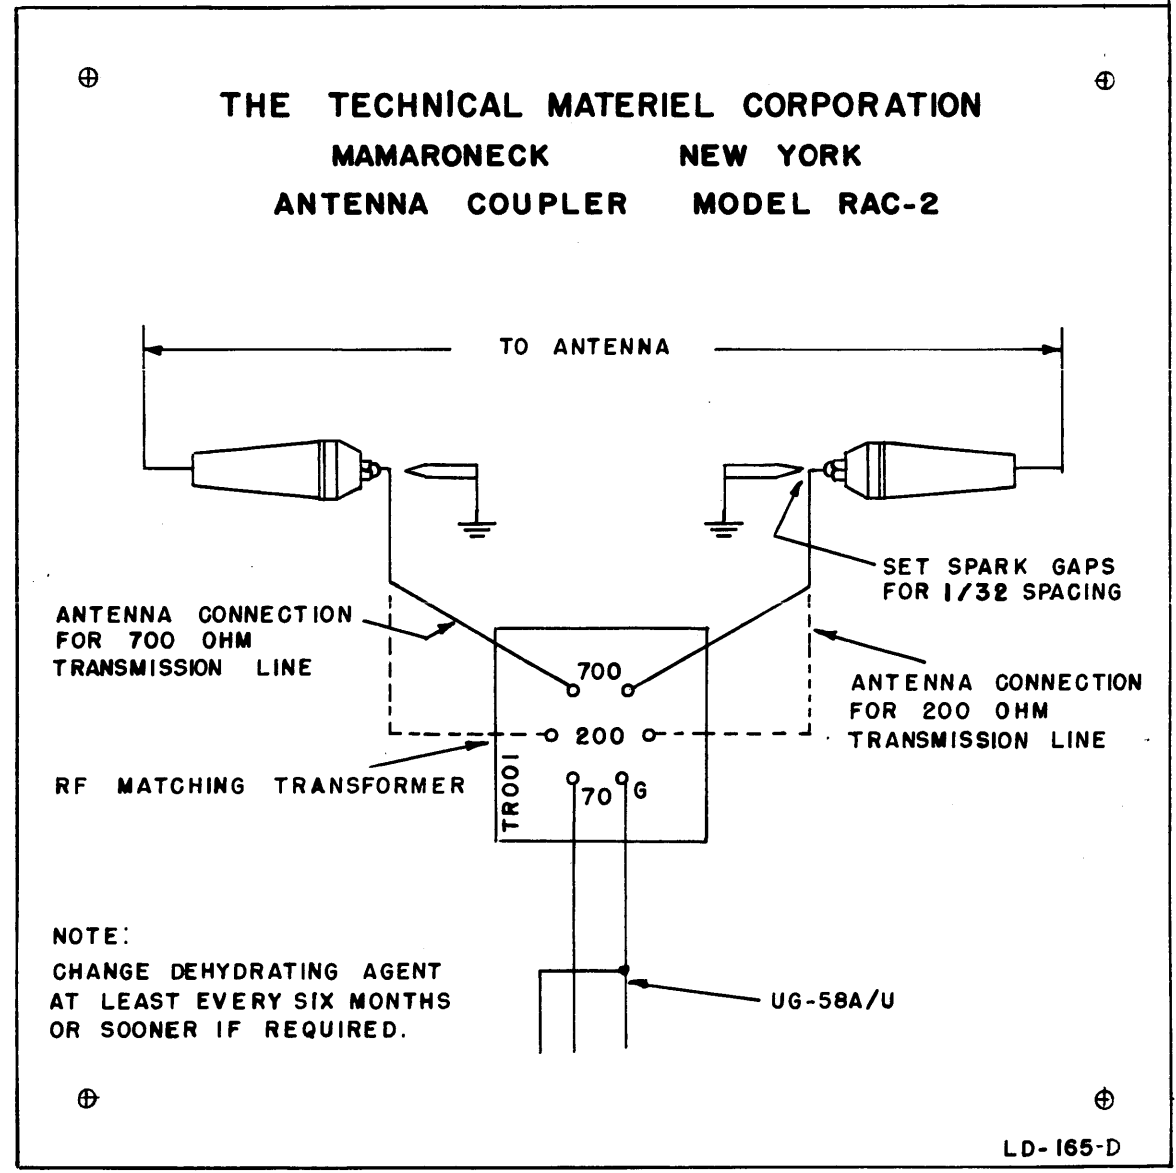 THE TECHNICAL MATERIEL CORPORATION
MAMARONECK NEW YORK
ANTENNA COUPLER MODEL RAC-2
TO ANTENNA
SET SPARK GAPS
FOR 1/32 SPACING
ANTENNA CONNECTION
FOR 700 OHM
TRANSMISSION LINE
700
ANTENNA CONNECTION
FOR 200 OHM
TRANSMISSION LINE
200
RF MATCHING TRANSFORMER
TR001
70 G
NOTE:
CHANGE DEHYDRATING AGENT
AT LEAST EVERY SIX MONTHS
OR SOONER IF REQUIRED.
UG-58A/U
LD-165-D